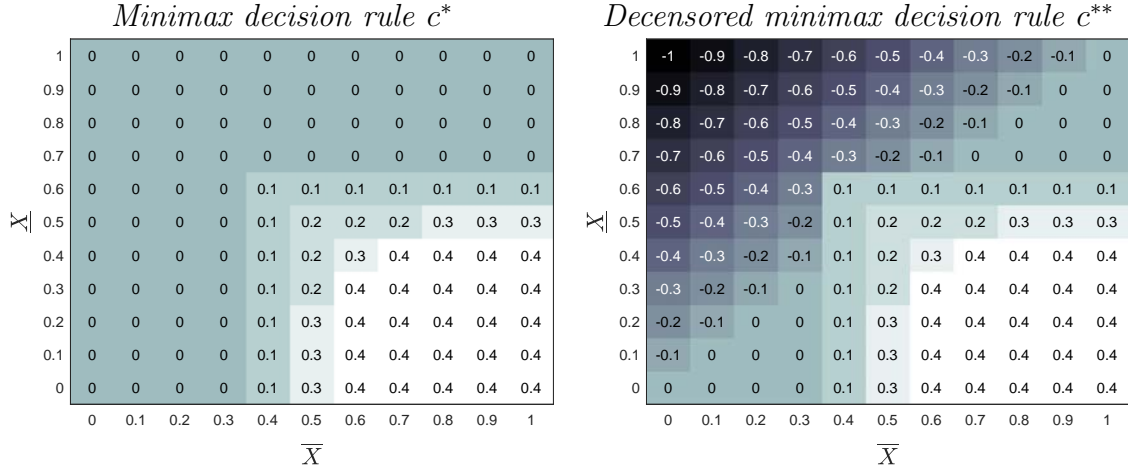 Minimax decision rule c*
1 0 0 0 0 0 0 0 0 0 0 0
0.9 0 0 0 0 0 0 0 0 0 0 0
0.8 0 0 0 0 0 0 0 0 0 0 0
0.7 0 0 0 0 0 0 0 0 0 0 0
0.6 0 0 0 0 0.1 0.1 0.1 0.1 0.1 0.1 0.1
0.5 0 0 0 0 0.1 0.2 0.2 0.2 0.3 0.3 0.3
0.4 0 0 0 0 0.1 0.2 0.3 0.4 0.4 0.4 0.4
0.3 0 0 0 0 0.1 0.2 0.4 0.4 0.4 0.4 0.4
0.2 0 0 0 0 0.1 0.3 0.4 0.4 0.4 0.4 0.4
0.1 0 0 0 0 0.1 0.3 0.4 0.4 0.4 0.4 0.4
0 0 0 0 0 0.1 0.3 0.4 0.4 0.4 0.4 0.4
0 0.1 0.2 0.3 0.4 0.5 0.6 0.7 0.8 0.9 1
X̲
X̅
Decensored minimax decision rule c**
1 -1 -0.9 -0.8 -0.7 -0.6 -0.5 -0.4 -0.3 -0.2 -0.1 0
0.9 -0.9 -0.8 -0.7 -0.6 -0.5 -0.4 -0.3 -0.2 -0.1 0 0
0.8 -0.8 -0.7 -0.6 -0.5 -0.4 -0.3 -0.2 -0.1 0 0 0
0.7 -0.7 -0.6 -0.5 -0.4 -0.3 -0.2 -0.1 0 0 0 0
0.6 -0.6 -0.5 -0.4 -0.3 0.1 0.1 0.1 0.1 0.1 0.1 0.1
0.5 -0.5 -0.4 -0.3 -0.2 0.1 0.2 0.2 0.2 0.3 0.3 0.3
0.4 -0.4 -0.3 -0.2 -0.1 0.1 0.2 0.3 0.4 0.4 0.4 0.4
0.3 -0.3 -0.2 -0.1 0 0.1 0.2 0.4 0.4 0.4 0.4 0.4
0.2 -0.2 -0.1 0 0 0.1 0.3 0.4 0.4 0.4 0.4 0.4
0.1 -0.1 0 0 0 0.1 0.3 0.4 0.4 0.4 0.4 0.4
0 0 0 0 0 0.1 0.3 0.4 0.4 0.4 0.4 0.4
0 0.1 0.2 0.3 0.4 0.5 0.6 0.7 0.8 0.9 1
X̲
X̅